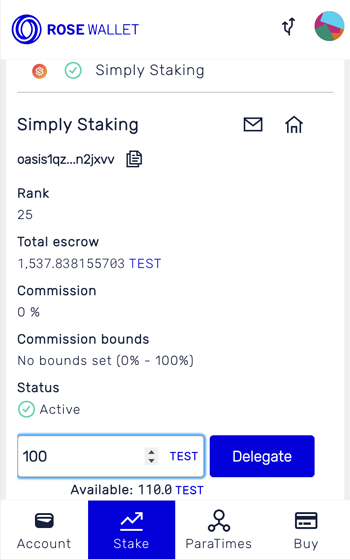 ROSE WALLET
Simply Staking
Simply Staking
oasis1qz...n2jxvv
Rank
25
Total escrow
1,537.838155703 TEST
Commission
0 %
Commission bounds
No bounds set (0% - 100%)
Status
Active
100 TEST Delegate
Available: 110.0 TEST
Account Stake ParaTimes Buy